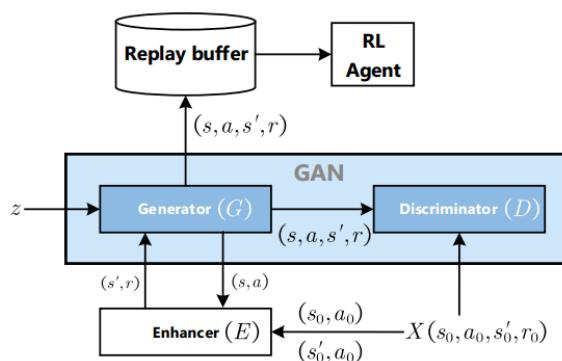 Replay buffer
RL
Agent
(s, a, s′, r)
GAN
z
Generator (G)
Discriminator (D)
(s, a, s′, r)
(s′, r)
(s, a)
(s₀, a₀)
Enhancer (E)
X(s₀, a₀, s′₀, r₀)
(s′₀, a₀)